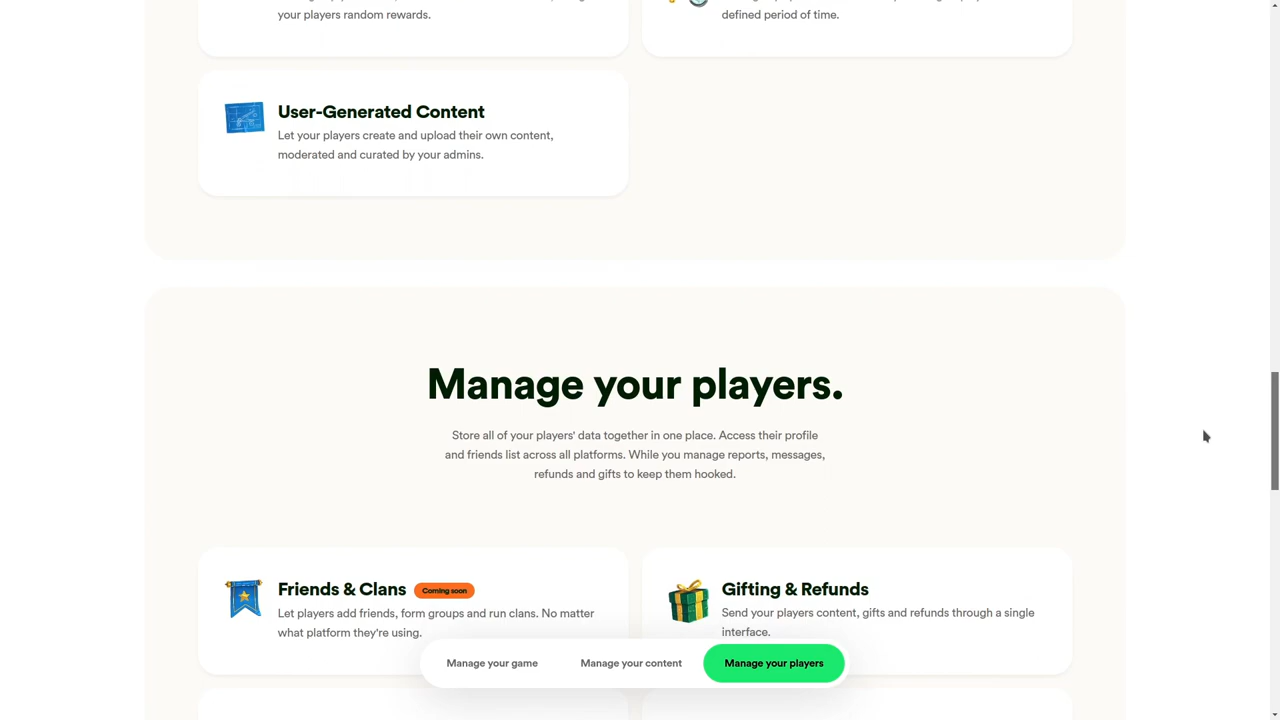 your players random rewards.
defined period of time.
User-Generated Content
Let your players create and upload their own content,
moderated and curated by your admins.
Manage your players.
Store all of your players' data together in one place. Access their profile
and friends list across all platforms. While you manage reports, messages,
refunds and gifts to keep them hooked.
Friends & Clans Coming soon
Let players add friends, form groups and run clans. No matter
what platform they're using.
Gifting & Refunds
Send your players content, gifts and refunds through a single
interface.
Manage your game
Manage your content
Manage your players